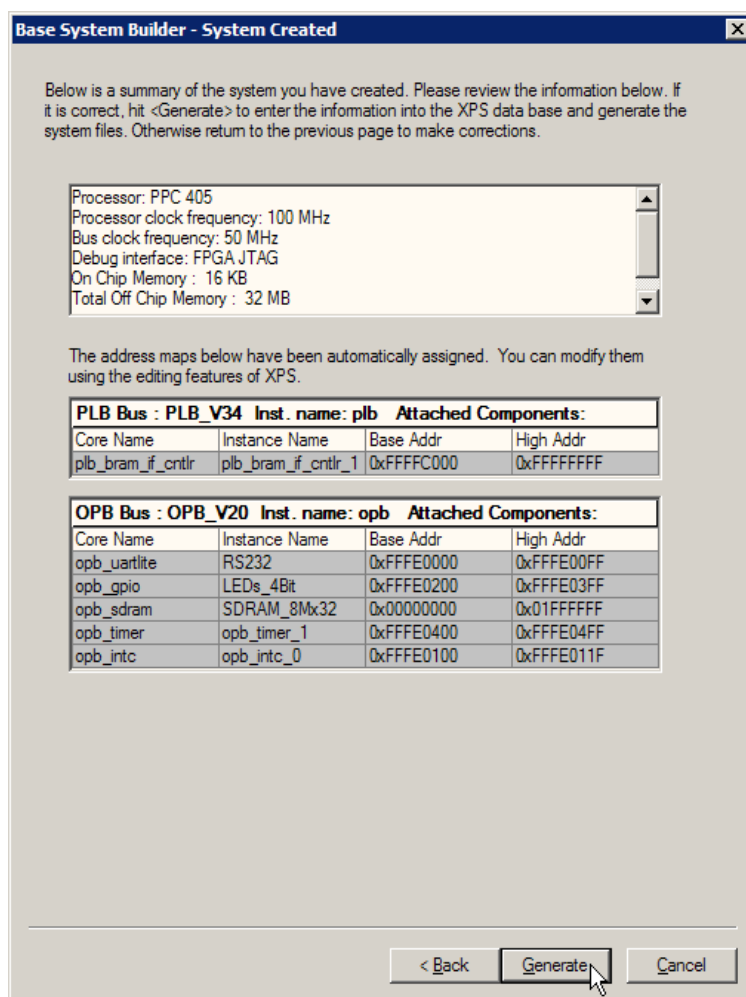 Base System Builder - System Created
Below is a summary of the system you have created. Please review the information below. If
it is correct, hit <Generate> to enter the information into the XPS data base and generate the
system files. Otherwise return to the previous page to make corrections.
Processor: PPC 405
Processor clock frequency: 100 MHz
Bus clock frequency: 50 MHz
Debug interface: FPGA JTAG
On Chip Memory : 16 KB
Total Off Chip Memory : 32 MB
The address maps below have been automatically assigned. You can modify them
using the editing features of XPS.
PLB Bus : PLB_V34 Inst. name: plb Attached Components:
Core Name Instance Name Base Addr High Addr
plb_bram_if_cntlr plb_bram_if_cntlr_1 0xFFFFC000 0xFFFFFFFF
OPB Bus : OPB_V20 Inst. name: opb Attached Components:
Core Name Instance Name Base Addr High Addr
opb_uartlite RS232 0xFFFE0000 0xFFFE00FF
opb_gpio LEDs_4Bit 0xFFFE0200 0xFFFE03FF
opb_sdram SDRAM_8Mx32 0x00000000 0x01FFFFFF
opb_timer opb_timer_1 0xFFFE0400 0xFFFE04FF
opb_intc opb_intc_0 0xFFFE0100 0xFFFE011F
< Back Generate Cancel